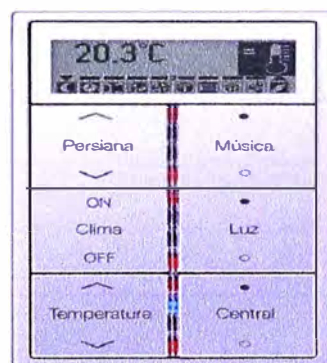 20.3°C
Persiana Música
ON
Clima Luz
OFF
Temperatura Central